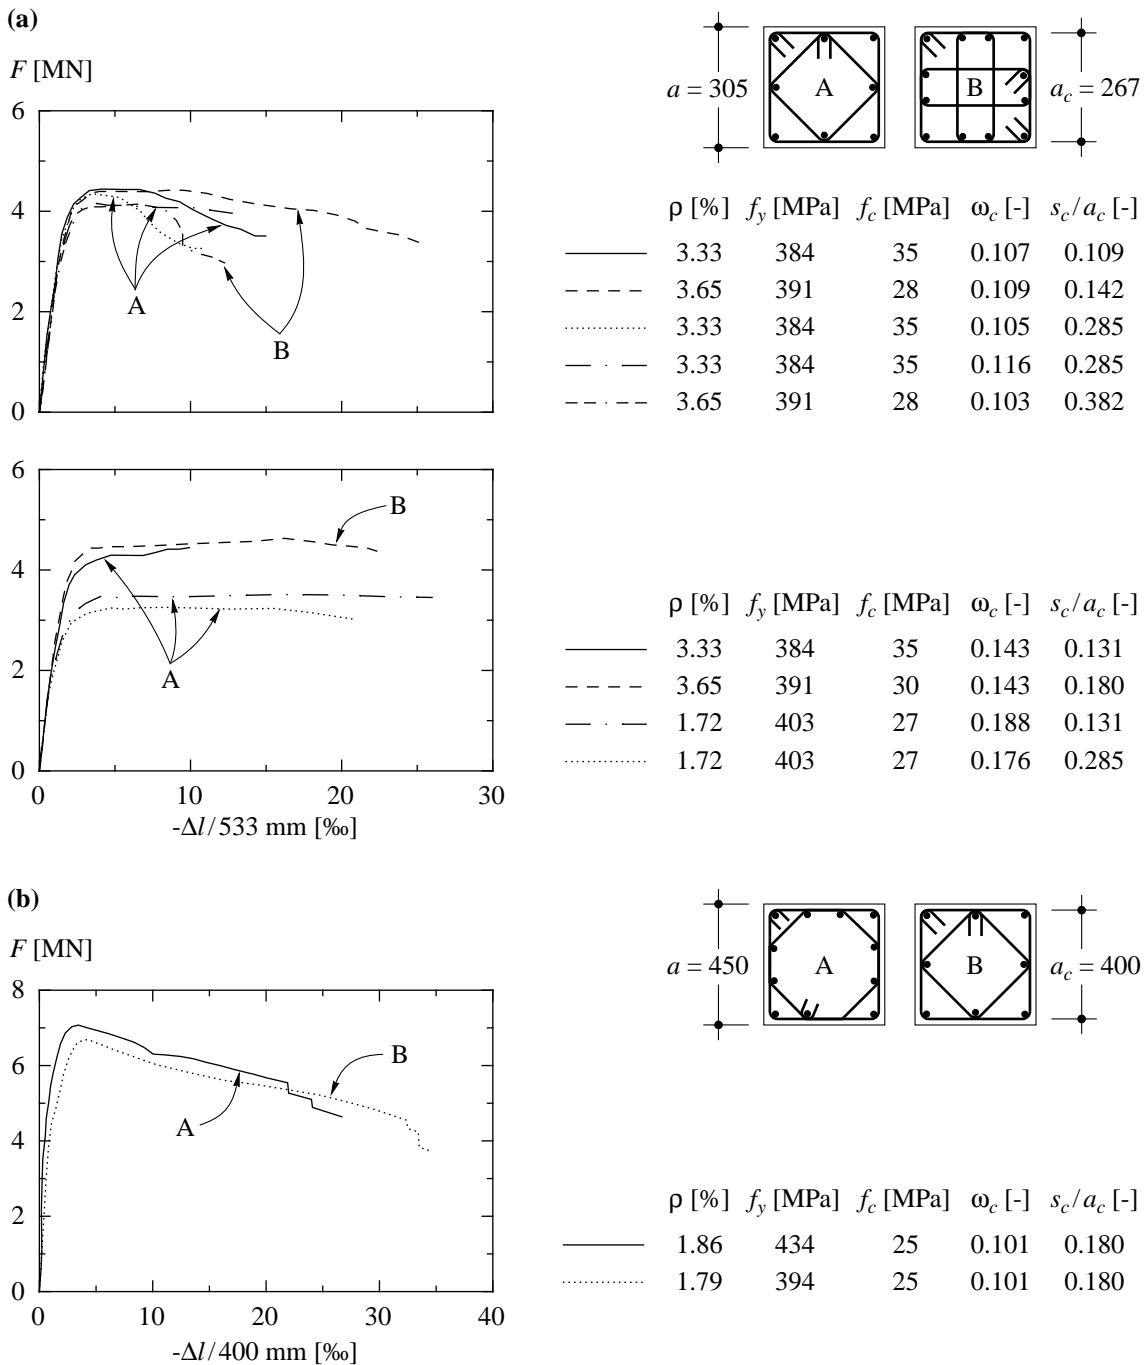 (a)
F [MN]
6
4
2
0
A
B
a = 305
A
B
a_c = 267
ρ [%] f_y [MPa] f_c [MPa] ω_c [-] s_c/a_c [-]
3.33 384 35 0.107 0.109
3.65 391 28 0.109 0.142
3.33 384 35 0.105 0.285
3.33 384 35 0.116 0.285
3.65 391 28 0.103 0.382
6
4
2
0
B
A
0 10 20 30
-Δl/533 mm [‰]
ρ [%] f_y [MPa] f_c [MPa] ω_c [-] s_c/a_c [-]
3.33 384 35 0.143 0.131
3.65 391 30 0.143 0.180
1.72 403 27 0.188 0.131
1.72 403 27 0.176 0.285
(b)
F [MN]
8
6
4
2
0
B
A
0 10 20 30 40
-Δl/400 mm [‰]
a = 450
A
B
a_c = 400
ρ [%] f_y [MPa] f_c [MPa] ω_c [-] s_c/a_c [-]
1.86 434 25 0.101 0.180
1.79 394 25 0.101 0.180